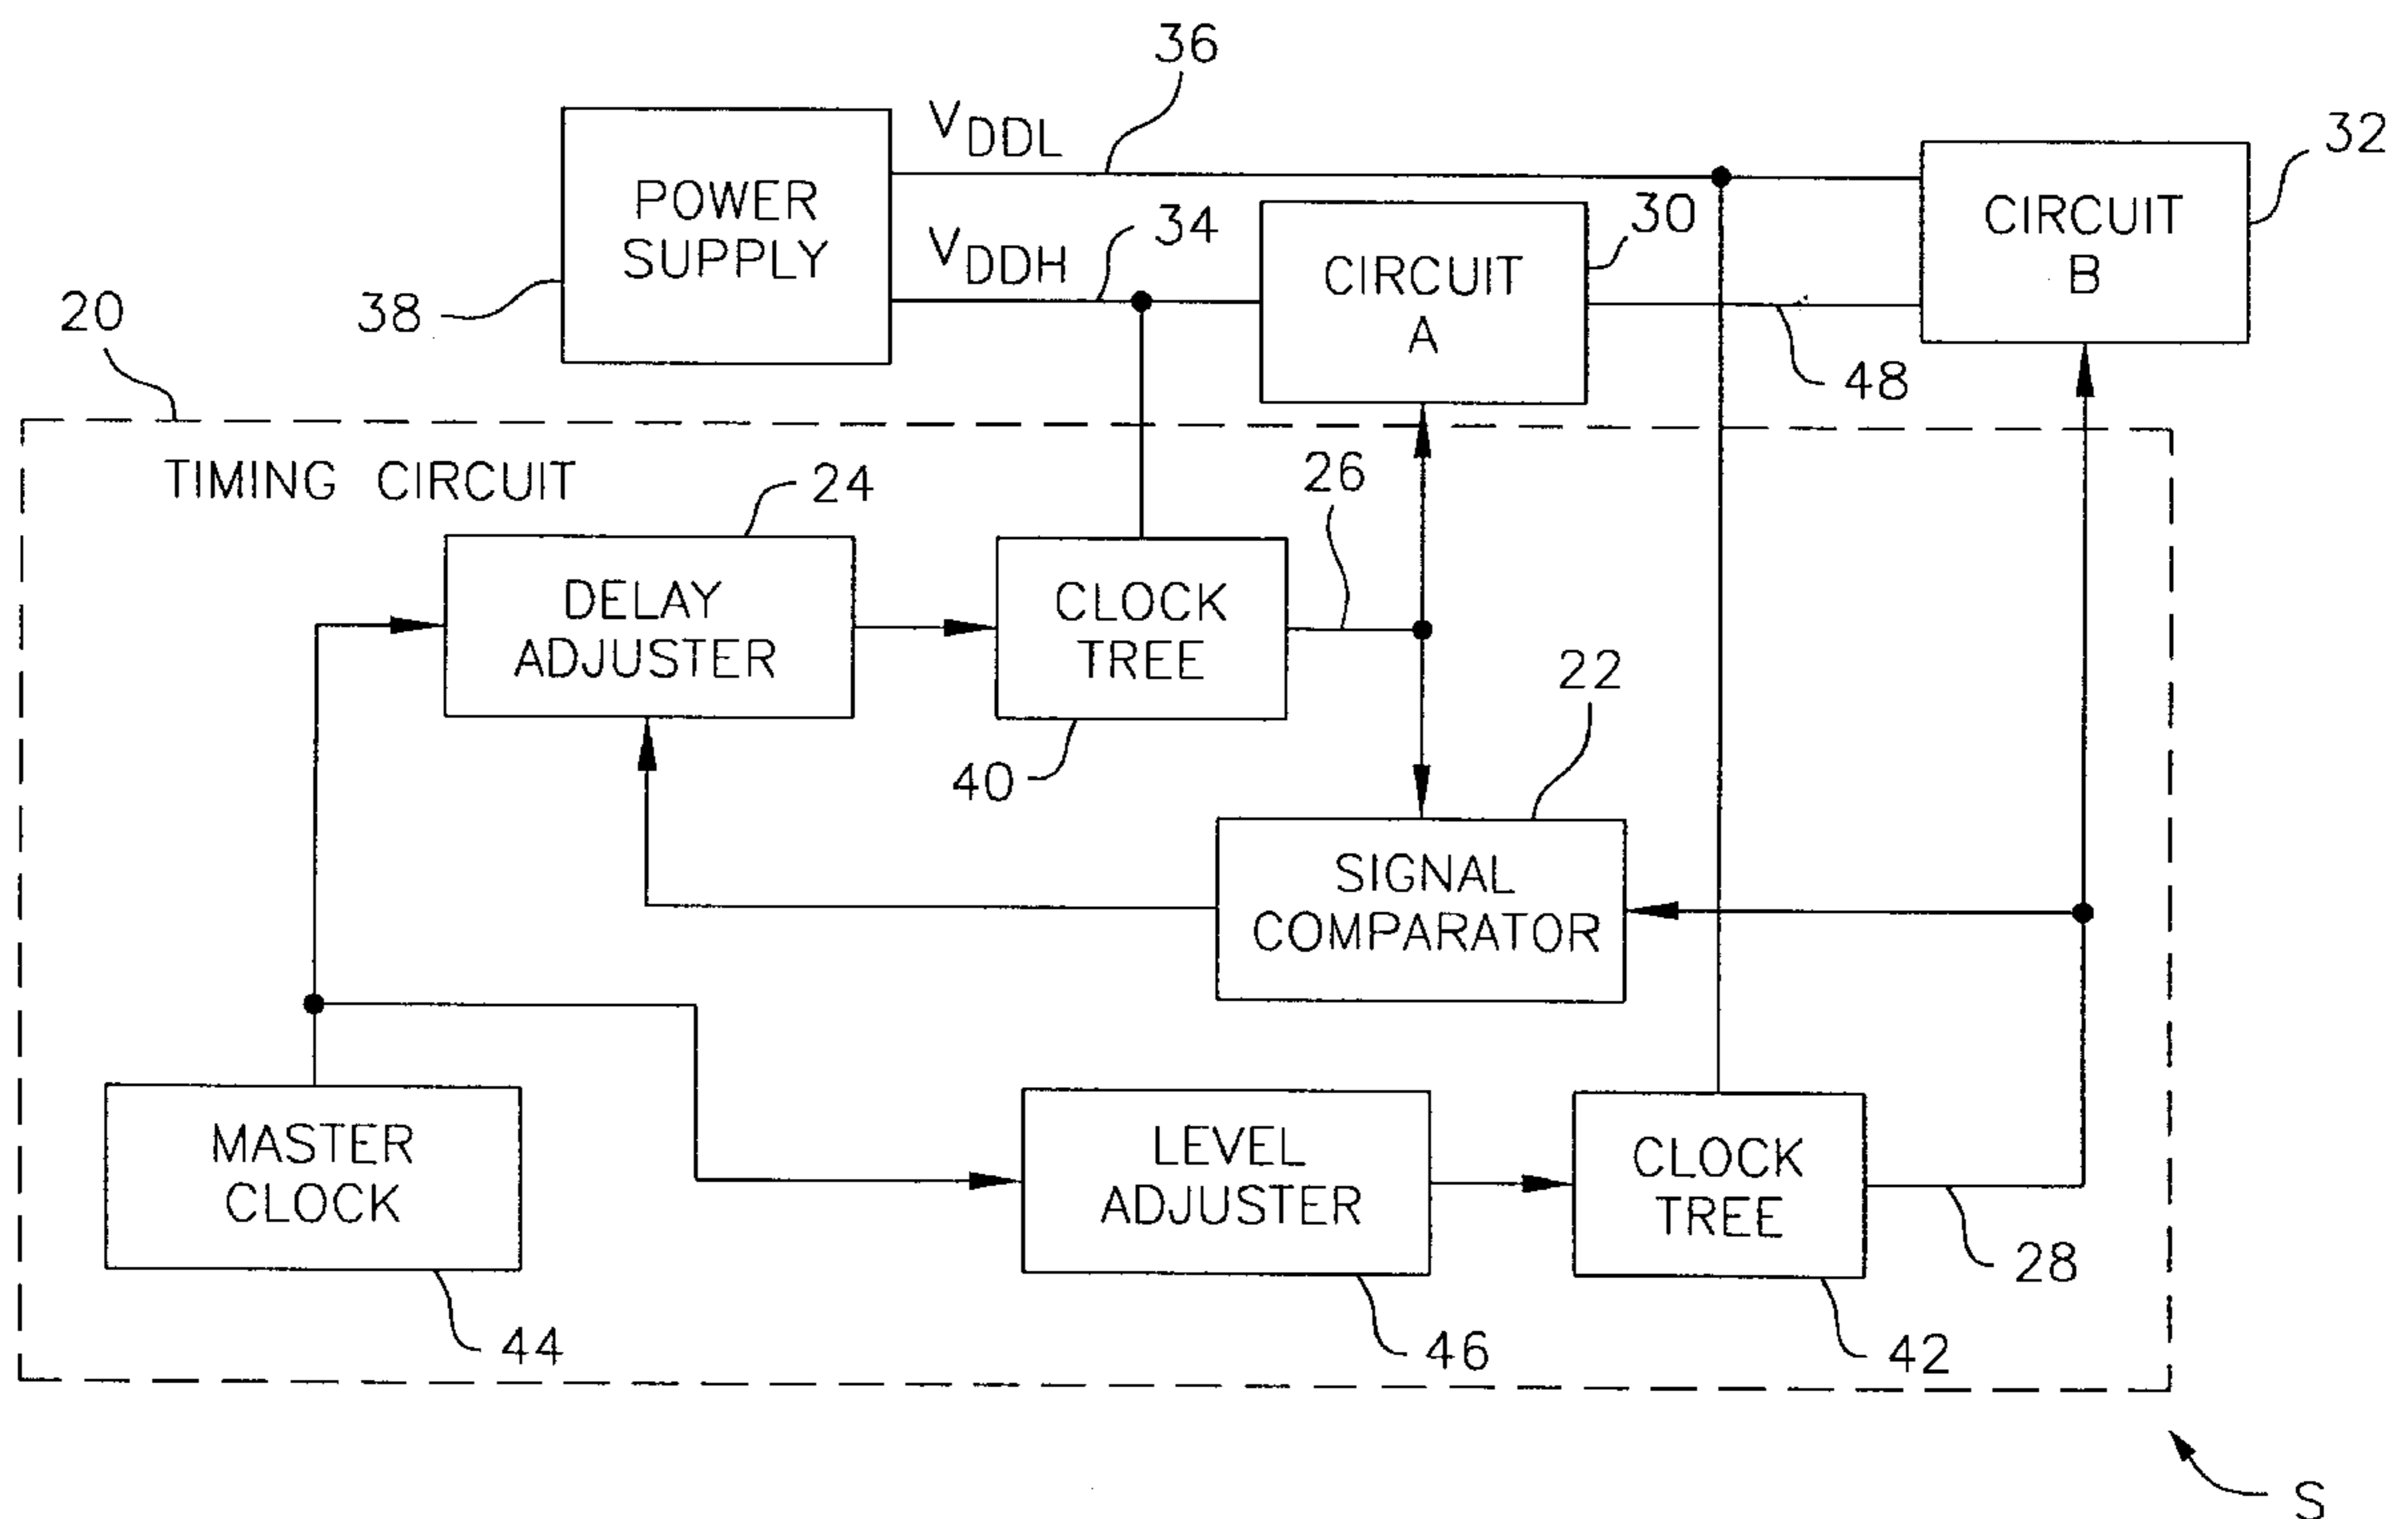 36
VDDL
32
POWER
SUPPLY
34
30
CIRCUIT
B
VDDH
CIRCUIT
A
20
38
48
TIMING CIRCUIT
24
26
DELAY
ADJUSTER
CLOCK
TREE
22
40
SIGNAL
COMPARATOR
MASTER
CLOCK
LEVEL
ADJUSTER
CLOCK
TREE
28
44
46
42
S